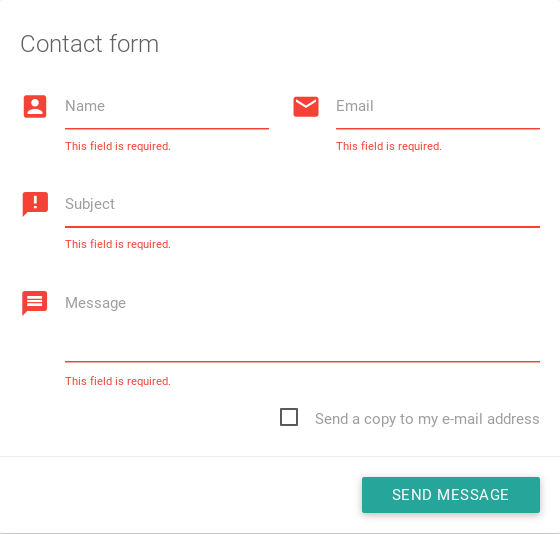 Contact form
Name
Email
This field is required.
This field is required.
Subject
This field is required.
Message
This field is required.
Send a copy to my e-mail address
SEND MESSAGE